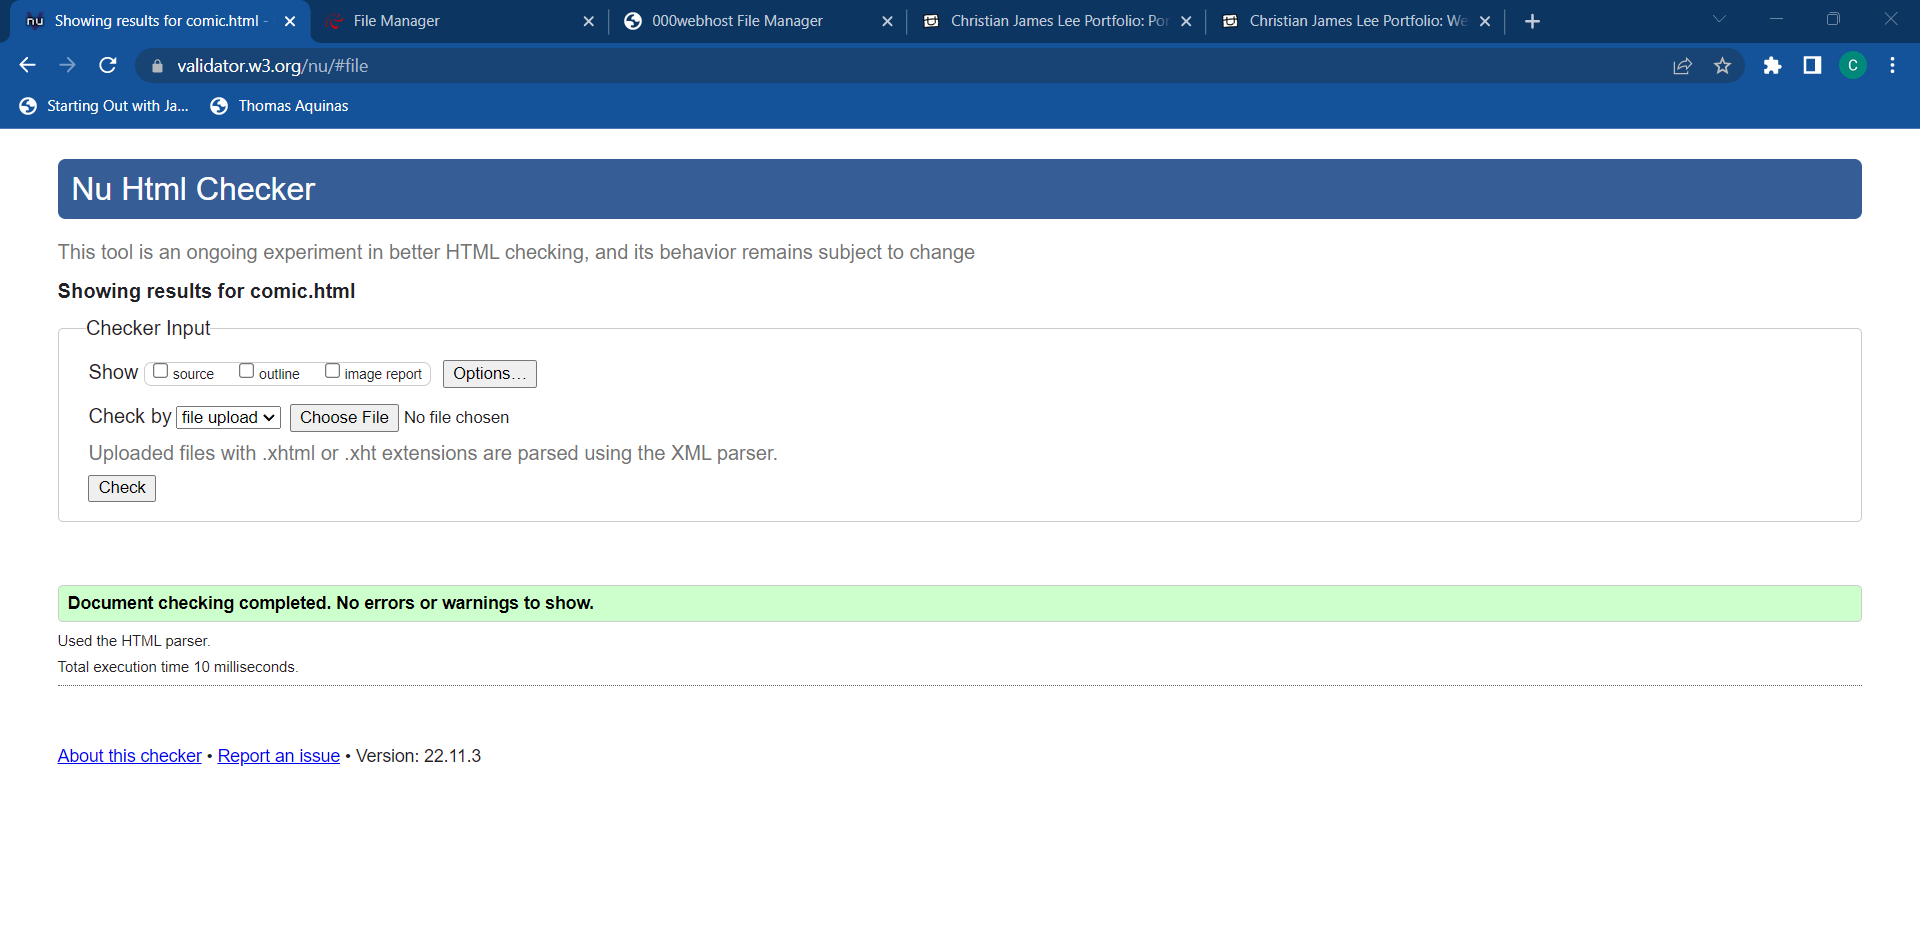 nu Showing results for comic.html -
File Manager
000webhost File Manager
Christian James Lee Portfolio: Por
Christian James Lee Portfolio: We
validator.w3.org/nu/#file
C
Starting Out with Ja...
Thomas Aquinas
Nu Html Checker
This tool is an ongoing experiment in better HTML checking, and its behavior remains subject to change
Showing results for comic.html
Checker Input
Show source outline image report Options...
Check by file upload Choose File No file chosen
Uploaded files with .xhtml or .xht extensions are parsed using the XML parser.
Check
Document checking completed. No errors or warnings to show.
Used the HTML parser.
Total execution time 10 milliseconds.
About this checker • Report an issue • Version: 22.11.3